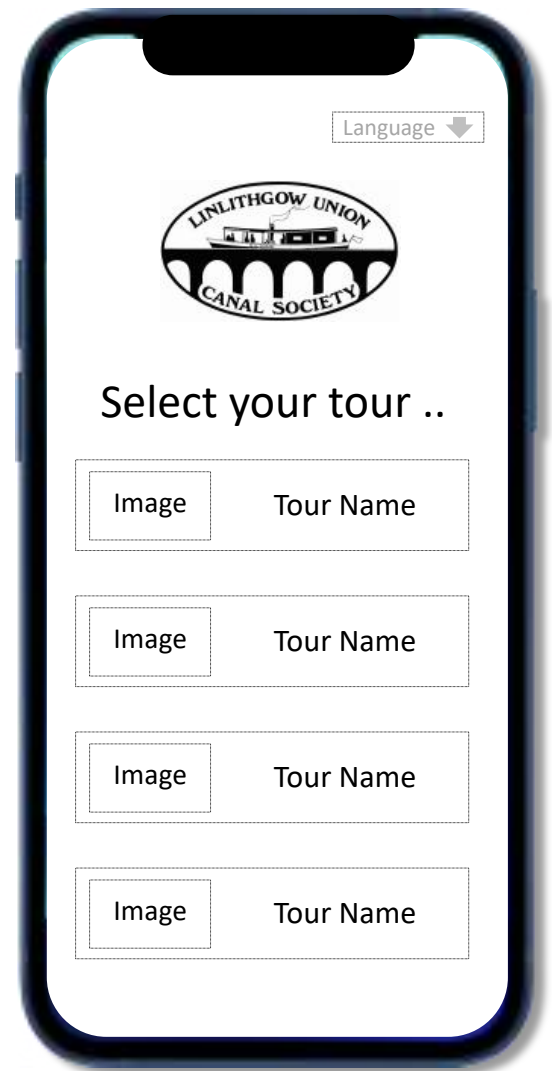 Language
LINLITHGOW UNION
CANAL SOCIETY
Select your tour ..
Image
Tour Name
Image
Tour Name
Image
Tour Name
Image
Tour Name